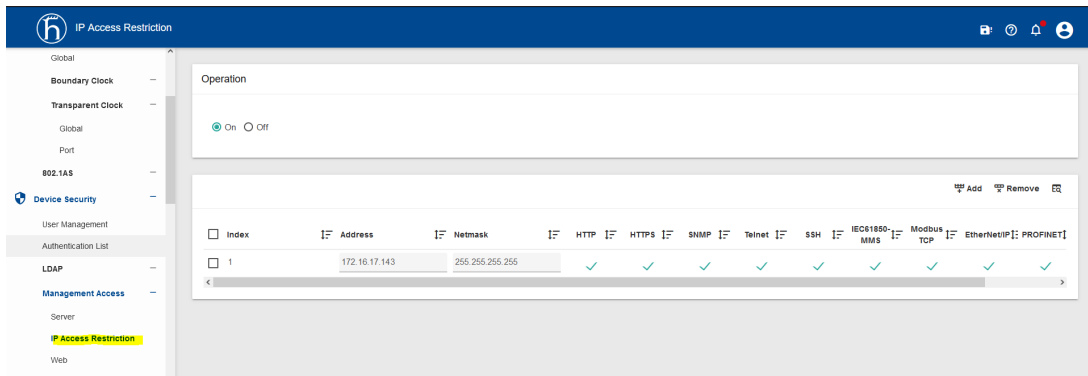 IP Access Restriction
Global
Boundary Clock
Transparent Clock
Global
Port
802.1AS
Device Security
User Management
Authentication List
LDAP
Management Access
Server
IP Access Restriction
Web
Operation
On Off
Add Remove
Index Address Netmask HTTP HTTPS SNMP Telnet SSH IEC61850-MMS Modbus TCP EtherNet/IP PROFINET
1 172.16.17.143 255.255.255.255